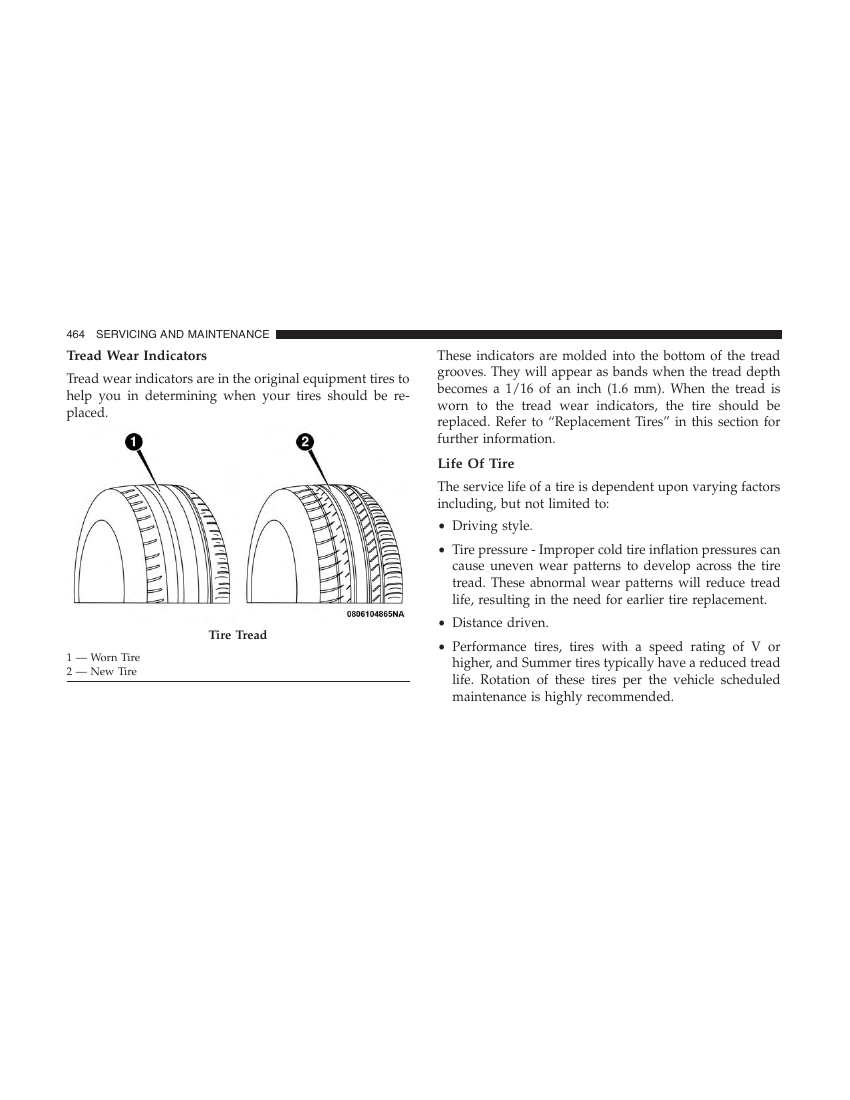 464 SERVICING AND MAINTENANCE
Tread Wear Indicators
Tread wear indicators are in the original equipment tires to
help you in determining when your tires should be re-
placed.
1
2
0806104865NA
Tire Tread
1 — Worn Tire
2 — New Tire
These indicators are molded into the bottom of the tread
grooves. They will appear as bands when the tread depth
becomes a 1/16 of an inch (1.6 mm). When the tread is
worn to the tread wear indicators, the tire should be
replaced. Refer to “Replacement Tires” in this section for
further information.
Life Of Tire
The service life of a tire is dependent upon varying factors
including, but not limited to:
• Driving style.
• Tire pressure - Improper cold tire inflation pressures can
cause uneven wear patterns to develop across the tire
tread. These abnormal wear patterns will reduce tread
life, resulting in the need for earlier tire replacement.
• Distance driven.
• Performance tires, tires with a speed rating of V or
higher, and Summer tires typically have a reduced tread
life. Rotation of these tires per the vehicle scheduled
maintenance is highly recommended.